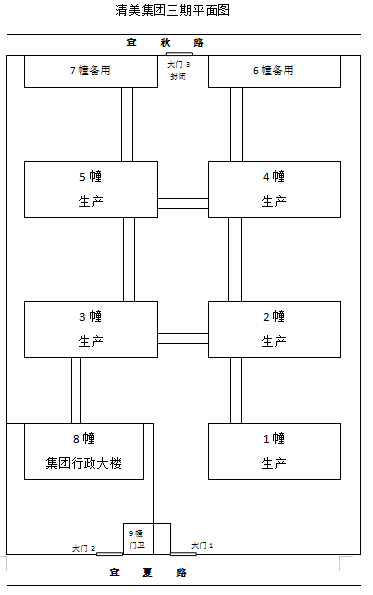 清美集团三期平面图
宜 秋 路
7 幢备用
大门 3
封闭
6 幢备用
5 幢
生产
4 幢
生产
3 幢
生产
2 幢
生产
8 幢
集团行政大楼
1 幢
生产
9 幢
门卫
大门 2
大门 1
宜 夏 路